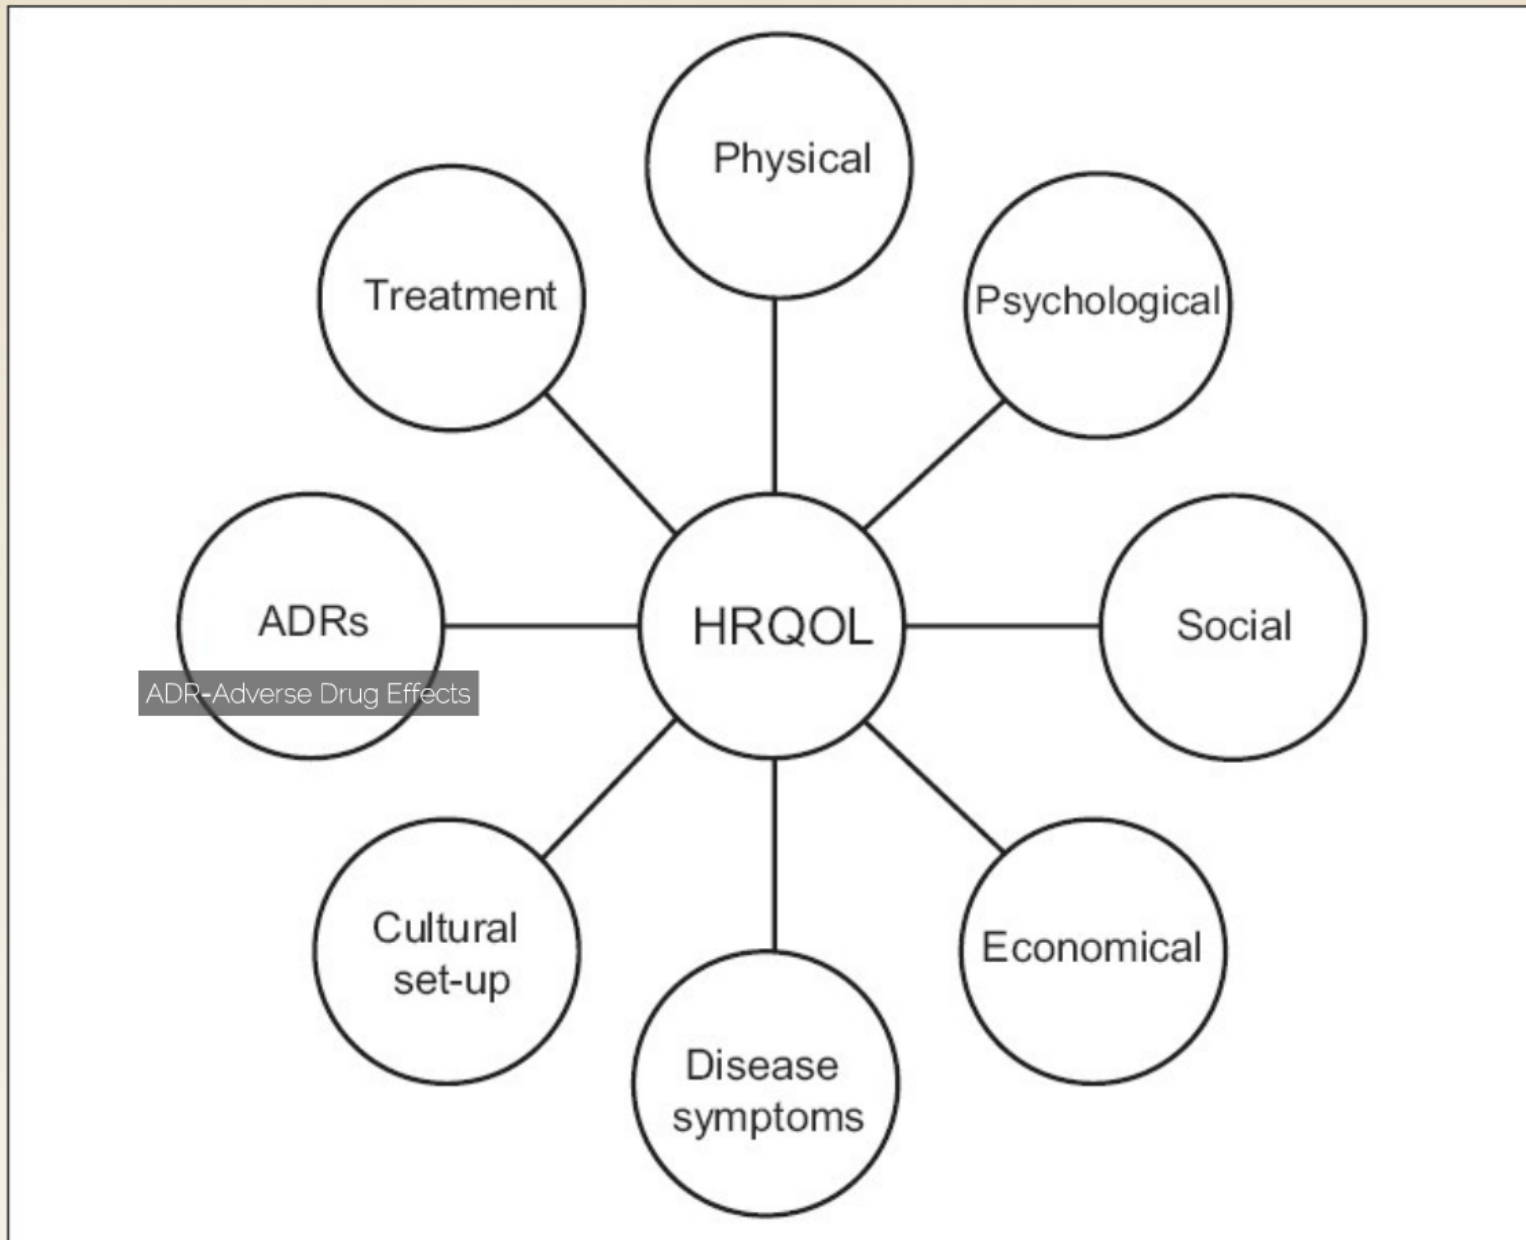 Physical
Treatment
Psychological
ADRs
HRQOL
Social
ADR-Adverse Drug Effects
Cultural
set-up
Economical
Disease
symptoms